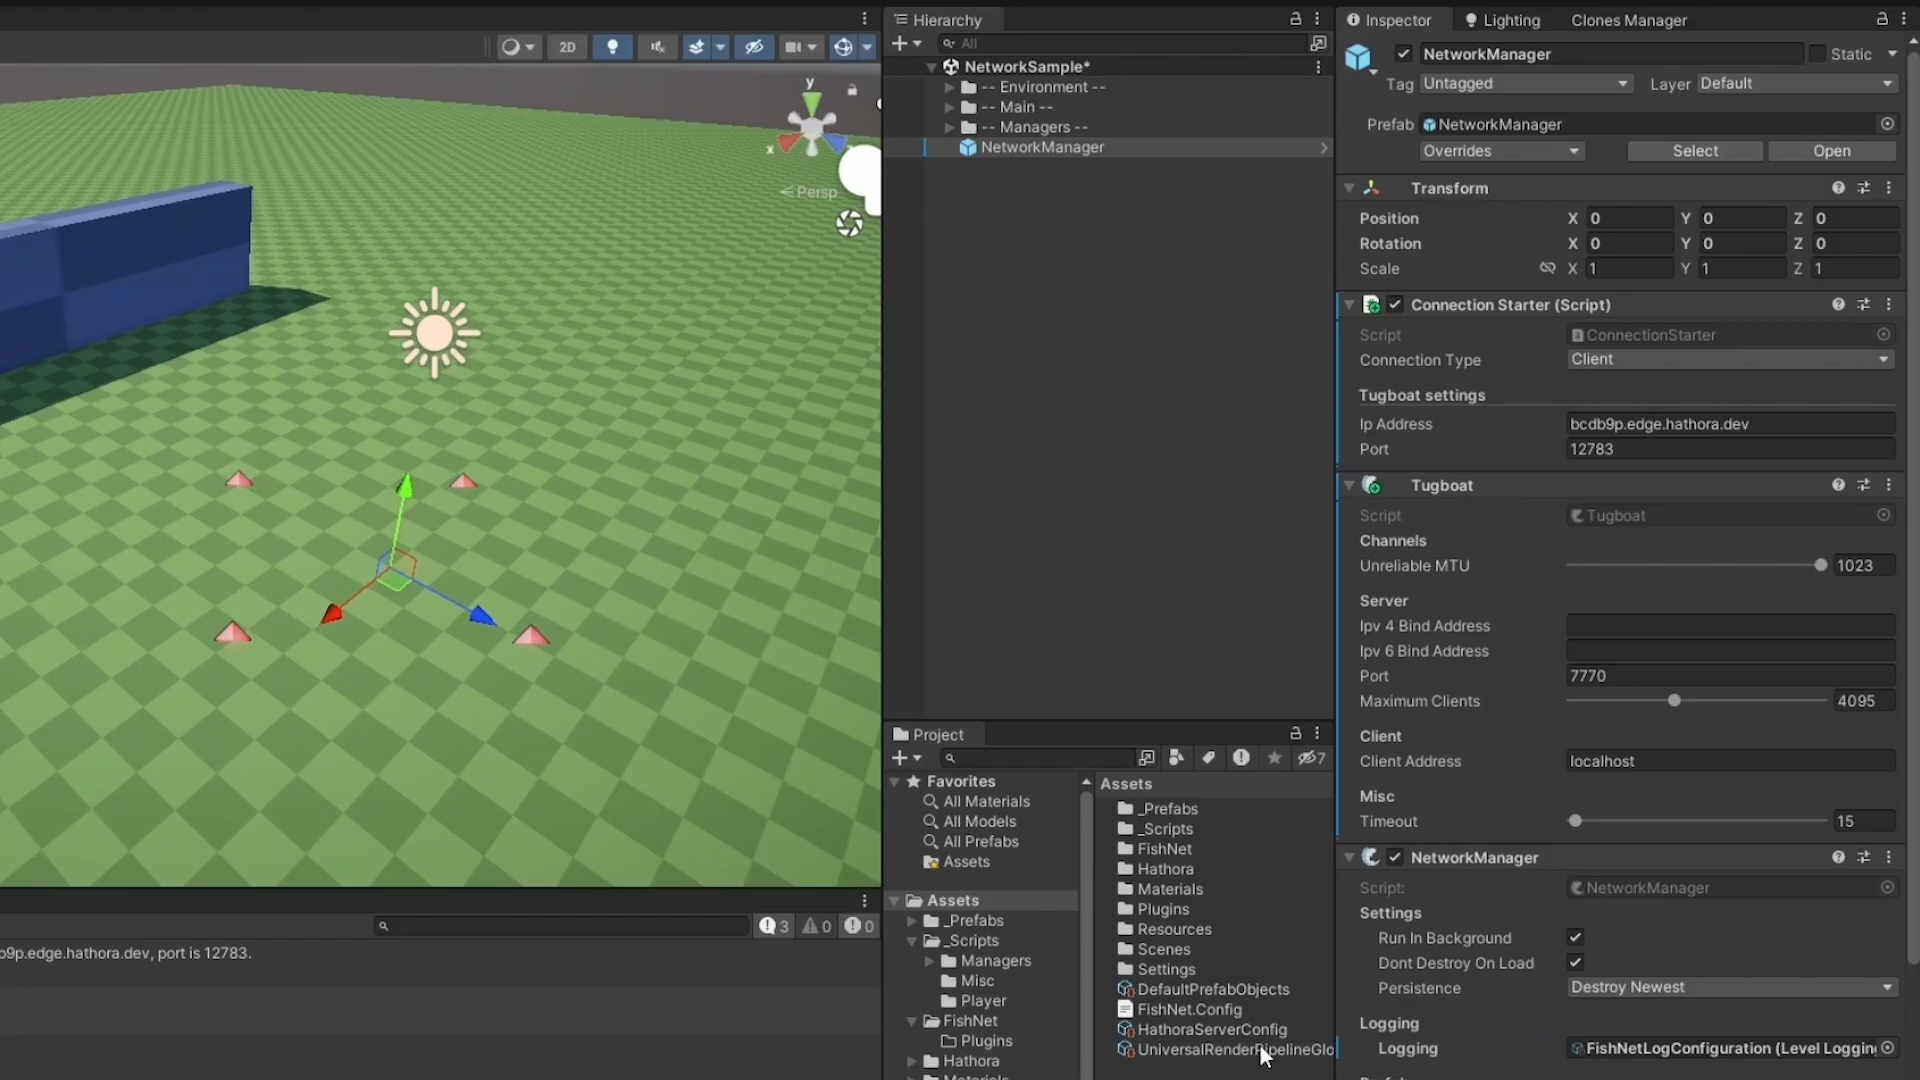 2D
y
x
< Persp
3
0
0
b9p.edge.hathora.dev, port is 12783.
Hierarchy
All
NetworkSample*
-- Environment --
-- Main --
-- Managers --
NetworkManager
Project
7
Favorites
All Materials
All Models
All Prefabs
Assets
Assets
_Prefabs
_Scripts
Managers
Misc
Player
FishNet
Plugins
Hathora
Materials
Assets
_Prefabs
_Scripts
FishNet
Hathora
Materials
Plugins
Resources
Scenes
Settings
DefaultPrefabObjects
FishNet.Config
HathoraServerConfig
UniversalRenderPipelineGlo
Inspector
Lighting
Clones Manager
NetworkManager
Static
Tag Untagged
Layer Default
Prefab NetworkManager
Overrides
Select
Open
Transform
Position X 0 Y 0 Z 0
Rotation X 0 Y 0 Z 0
Scale X 1 Y 1 Z 1
Connection Starter (Script)
Script ConnectionStarter
Connection Type Client
Tugboat settings
Ip Address bcdb9p.edge.hathora.dev
Port 12783
Tugboat
Script Tugboat
Channels
Unreliable MTU 1023
Server
Ipv 4 Bind Address
Ipv 6 Bind Address
Port 7770
Maximum Clients 4095
Client
Client Address localhost
Misc
Timeout 15
NetworkManager
Script: NetworkManager
Settings
Run In Background
Dont Destroy On Load
Persistence Destroy Newest
Logging
Logging FishNetLogConfiguration (Level Loggin